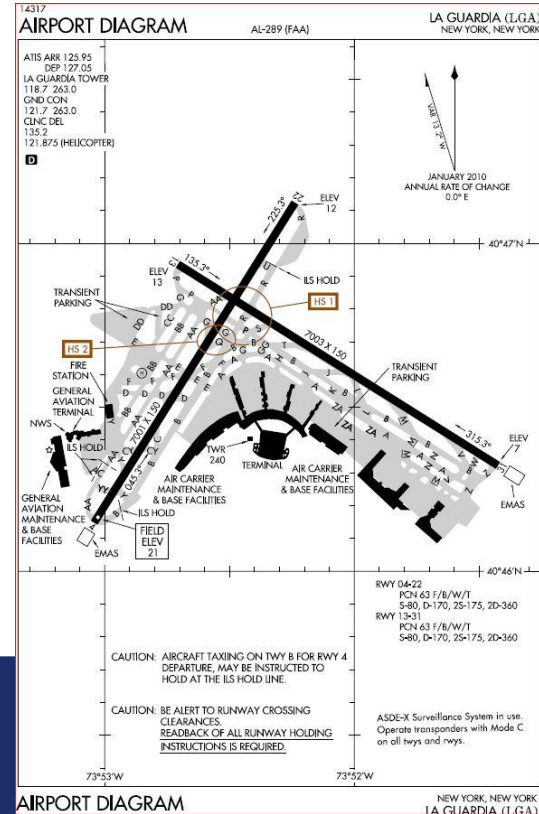 14317
AIRPORT DIAGRAM
AL-289 (FAA)
LA GUARDIA (LGA)
NEW YORK, NEW YORK
ATIS ARR 125.95
DEP 127.05
LA GUARDIA TOWER
118.7 263.0
GND CON
121.7 263.0
CLNC DEL
135.2
121.875 (HELICOPTER)
D
VAR 13.2° W
JANUARY 2010
ANNUAL RATE OF CHANGE
0.0° E
22
ELEV
12
225.3°
R
40°47'N
13
135.3°
ELEV
13
U
R
ILS HOLD
HS 1
TRANSIENT
PARKING
HS 2
7003 X 150
TRANSIENT
PARKING
FIRE
STATION
GENERAL
AVIATION
TERMINAL
NWS
ILS HOLD
7001 X 150
045.3°
315.3°
ELEV
7
EMAS
TWR
240
TERMINAL
AIR CARRIER
MAINTENANCE
& BASE FACILITIES
AIR CARRIER
MAINTENANCE
& BASE FACILITIES
GENERAL
AVIATION
MAINTENANCE
& BASE
FACILITIES
ILS HOLD
FIELD
ELEV
21
EMAS
40°46'N
RWY 04-22
PCN 63 F/B/W/T
S-80, D-170, 2S-175, 2D-360
RWY 13-31
PCN 63 F/B/W/T
S-80, D-170, 2S-175, 2D-360
CAUTION: AIRCRAFT TAXIING ON TWY B FOR RWY 4
DEPARTURE, MAY BE INSTRUCTED TO
HOLD AT THE ILS HOLD LINE.
CAUTION: BE ALERT TO RUNWAY CROSSING
CLEARANCES.
READBACK OF ALL RUNWAY HOLDING
INSTRUCTIONS IS REQUIRED.
ASDE-X Surveillance System in use.
Operate transponders with Mode C
on all twys and rwys.
73°53'W
73°52'W
AIRPORT DIAGRAM
NEW YORK, NEW YORK
LA GUARDIA (LGA)